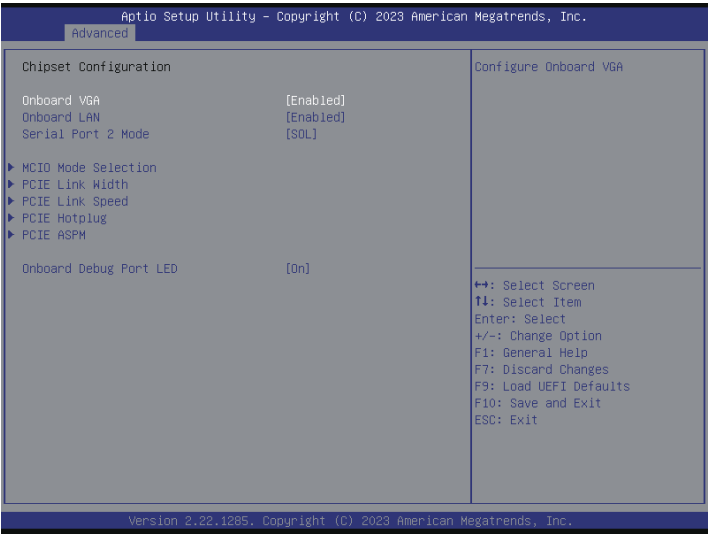 Aptio Setup Utility – Copyright (C) 2023 American Megatrends, Inc.
Advanced
Chipset Configuration
Onboard VGA [Enabled]
Onboard LAN [Enabled]
Serial Port 2 Mode [SOL]
▶ MCIO Mode Selection
▶ PCIE Link Width
▶ PCIE Link Speed
▶ PCIE Hotplug
▶ PCIE ASPM
Onboard Debug Port LED [On]
Configure Onboard VGA
↔: Select Screen
↑↓: Select Item
Enter: Select
+/-: Change Option
F1: General Help
F7: Discard Changes
F9: Load UEFI Defaults
F10: Save and Exit
ESC: Exit
Version 2.22.1285. Copyright (C) 2023 American Megatrends, Inc.